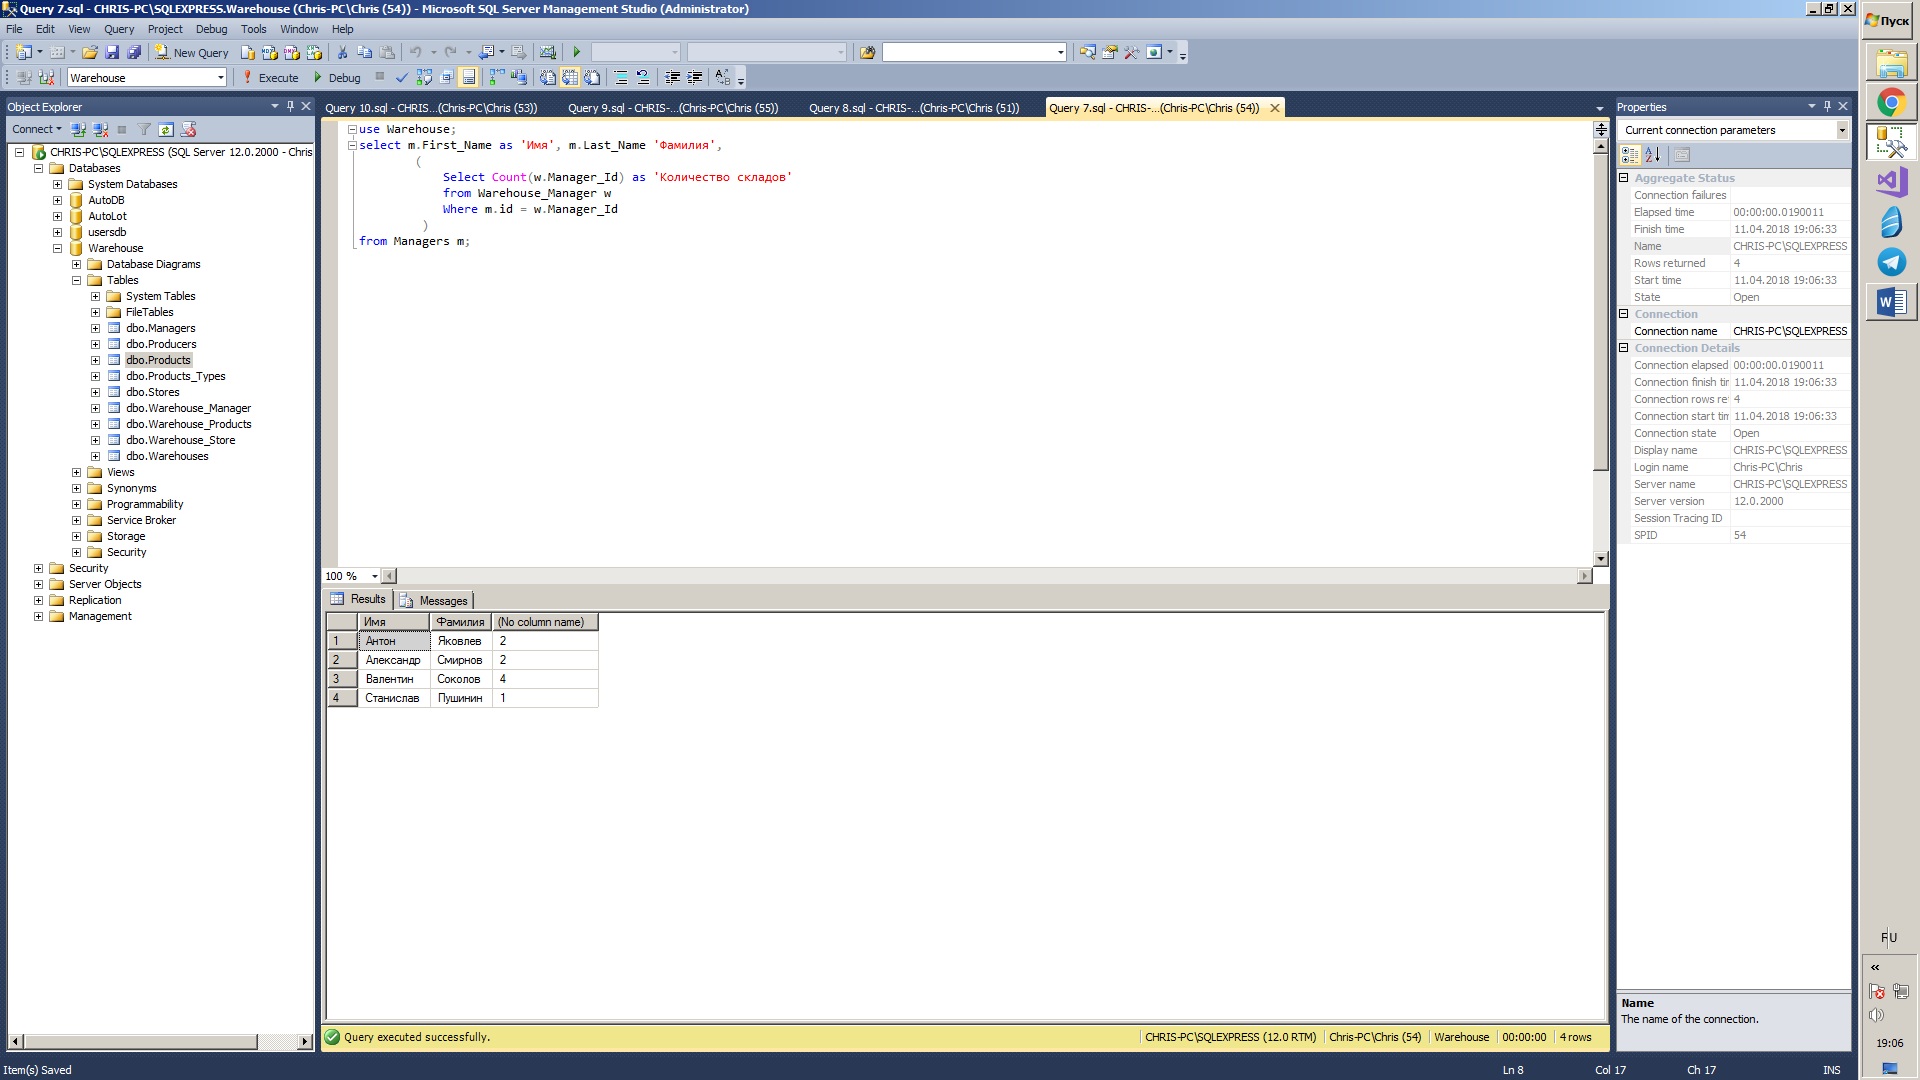 Query 7.sql - CHRIS-PC\SQLEXPRESS.Warehouse (Chris-PC\Chris (54)) - Microsoft SQL Server Management Studio (Administrator)
File Edit View Query Project Debug Tools Window Help
New Query
Warehouse Execute Debug
Object Explorer
Connect
CHRIS-PC\SQLEXPRESS (SQL Server 12.0.2000 - Chris
Databases
System Databases
AutoDB
AutoLot
usersdb
Warehouse
Database Diagrams
Tables
System Tables
FileTables
dbo.Managers
dbo.Producers
dbo.Products
dbo.Products_Types
dbo.Stores
dbo.Warehouse_Manager
dbo.Warehouse_Products
dbo.Warehouse_Store
dbo.Warehouses
Views
Synonyms
Programmability
Service Broker
Storage
Security
Security
Server Objects
Replication
Management
Query 10.sql - CHRIS...(Chris-PC\Chris (53)) Query 9.sql - CHRIS-...(Chris-PC\Chris (55)) Query 8.sql - CHRIS-...(Chris-PC\Chris (51)) Query 7.sql - CHRIS-...(Chris-PC\Chris (54))
use Warehouse;
select m.First_Name as 'Имя', m.Last_Name 'Фамилия',
(
Select Count(w.Manager_Id) as 'Количество складов'
from Warehouse_Manager w
Where m.id = w.Manager_Id
)
from Managers m;
100 %
Results Messages
Имя Фамилия (No column name)
1 Антон Яковлев 2
2 Александр Смирнов 2
3 Валентин Соколов 4
4 Станислав Пушинин 1
Query executed successfully. CHRIS-PC\SQLEXPRESS (12.0 RTM) Chris-PC\Chris (54) Warehouse 00:00:00 4 rows
Properties
Current connection parameters
Aggregate Status
Connection failures
Elapsed time 00:00:00.0190011
Finish time 11.04.2018 19:06:33
Name CHRIS-PC\SQLEXPRESS
Rows returned 4
Start time 11.04.2018 19:06:33
State Open
Connection
Connection name CHRIS-PC\SQLEXPRESS
Connection Details
Connection elapsed 00:00:00.0190011
Connection finish tir 11.04.2018 19:06:33
Connection rows re 4
Connection start tim 11.04.2018 19:06:33
Connection state Open
Display name CHRIS-PC\SQLEXPRESS
Login name Chris-PC\Chris
Server name CHRIS-PC\SQLEXPRESS
Server version 12.0.2000
Session Tracing ID
SPID 54
Name
The name of the connection.
Item(s) Saved Ln 8 Col 17 Ch 17 INS
Пуск
RU
19:06